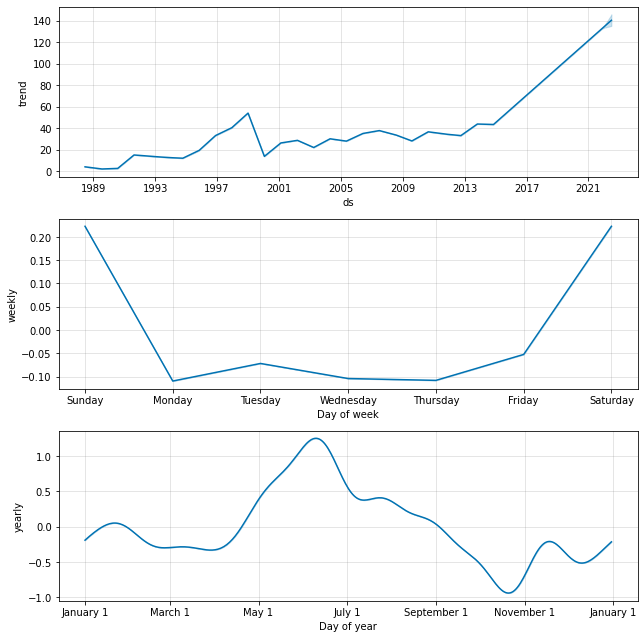 140
120
100
80
60
40
20
0
trend
1989 1993 1997 2001 2005 2009 2013 2017 2021
ds
0.20
0.15
0.10
0.05
0.00
−0.05
−0.10
weekly
Sunday Monday Tuesday Wednesday Thursday Friday Saturday
Day of week
1.0
0.5
0.0
−0.5
−1.0
yearly
January 1 March 1 May 1 July 1 September 1 November 1 January 1
Day of year